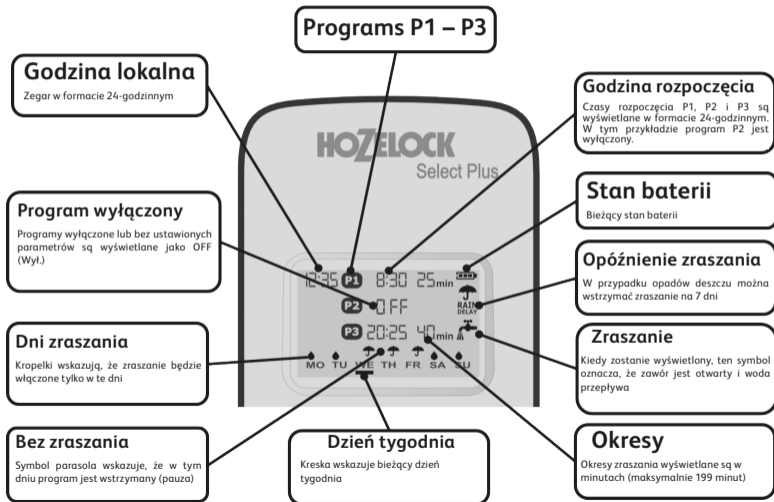 Programs P1 – P3
Godzina lokalna
Zegar w formacie 24-godzinnym
Godzina rozpoczęcia
Czasy rozpoczęcia P1, P2 i P3 są
wyświetlane w formacie 24-godzinnym.
W tym przykładzie program P2 jest
wyłączony.
HOZELOCK
Select Plus
Stan baterii
Bieżący stan baterii
Program wyłączony
Programy wyłączone lub bez ustawionych
parametrów są wyświetlane jako OFF
(Wył.)
Opóźnienie zraszania
W przypadku opadów deszczu można
wstrzymać zraszanie na 7 dni
12:35 P1 8:30 25 min
P2 OFF
RAIN
DELAY
P3 20:25 40 min
MO TU WE TH FR SA SU
Dni zraszania
Kropelki wskazują, że zraszanie będzie
włączone tylko w te dni
Zraszanie
Kiedy zostanie wyświetlony, ten symbol
oznacza, że zawór jest otwarty i woda
przepływa
Bez zraszania
Symbol parasola wskazuje, że w tym
dniu program jest wstrzymany (pauza)
Dzień tygodnia
Kreska wskazuje bieżący dzień
tygodnia
Okresy
Okresy zraszania wyświetlane są w
minutach (maksymalnie 199 minut)